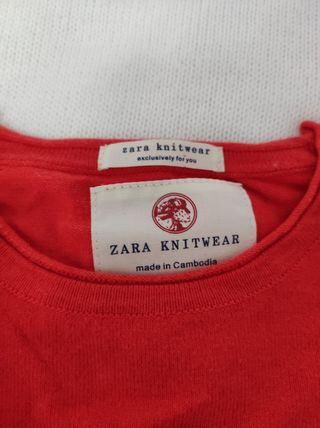 zara knitwear
exclusively for you
ZARA KNITWEAR
made in Cambodia